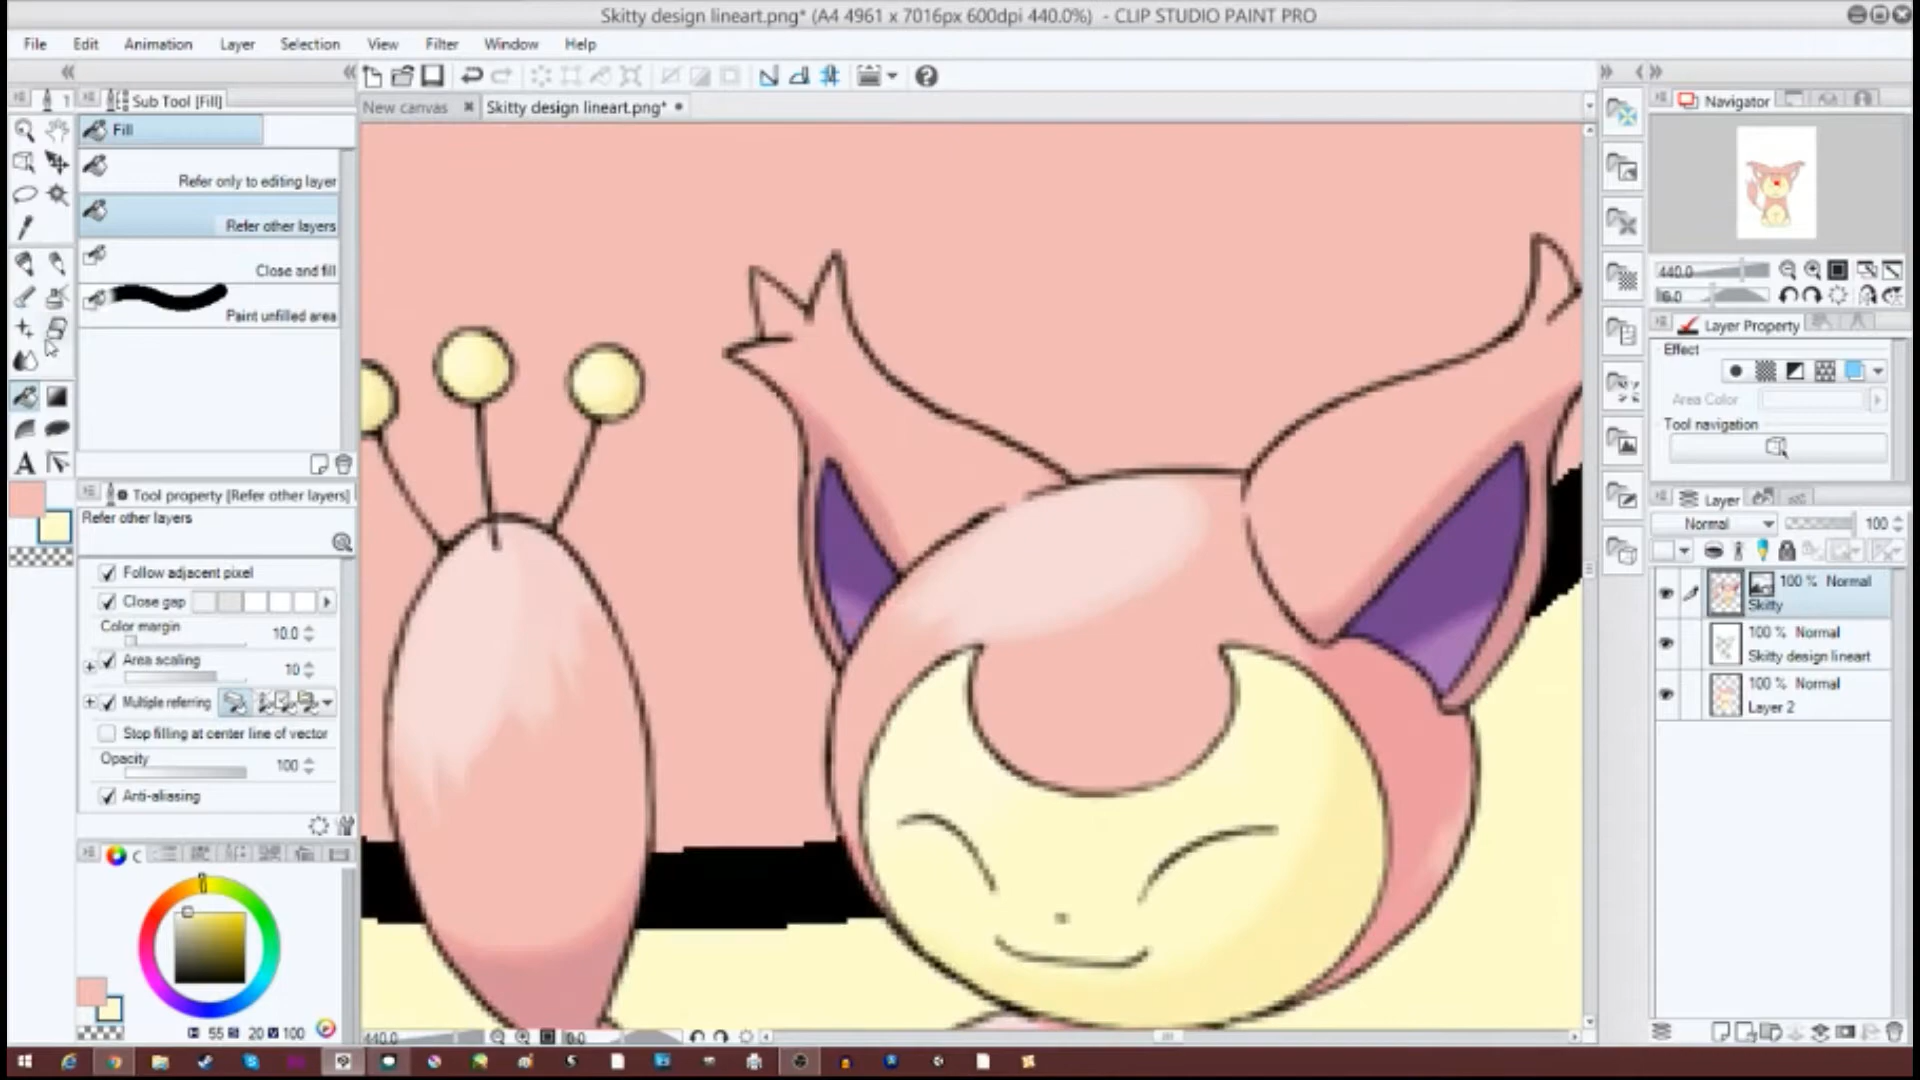 Skitty design lineart.png* (A4 4961 x 7016px 600dpi 440.0%) - CLIP STUDIO PAINT PRO
File Edit Animation Layer Selection View Filter Window Help
Sub Tool [Fill]
New canvas
Skitty design lineart.png*
Navigator
Fill
Refer only to editing layer
Refer other layers
Close and fill
Paint unfilled area
440.0
0.0
Layer Property
Effect
Area Color
Tool navigation
Tool property [Refer other layers]
Refer other layers
Follow adjacent pixel
Close gap
Color margin 10.0
Area scaling 10
Multiple referring
Stop filling at center line of vector
Opacity 100
Anti-aliasing
Layer
Normal 100
100 % Normal
Skitty
100 % Normal
Skitty design lineart
100 % Normal
Layer 2
C
H 55 S 20 V 100
440.0 0.0